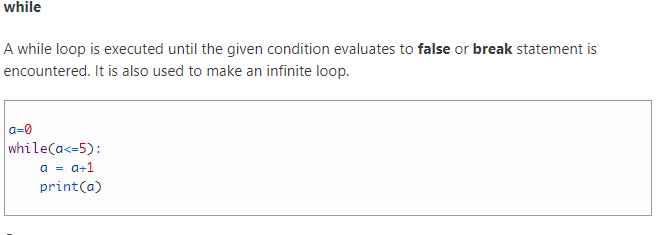 while
A while loop is executed until the given condition evaluates to false or break statement is
encountered. It is also used to make an infinite loop.
a=0
while(a<=5):
    a = a+1
    print(a)